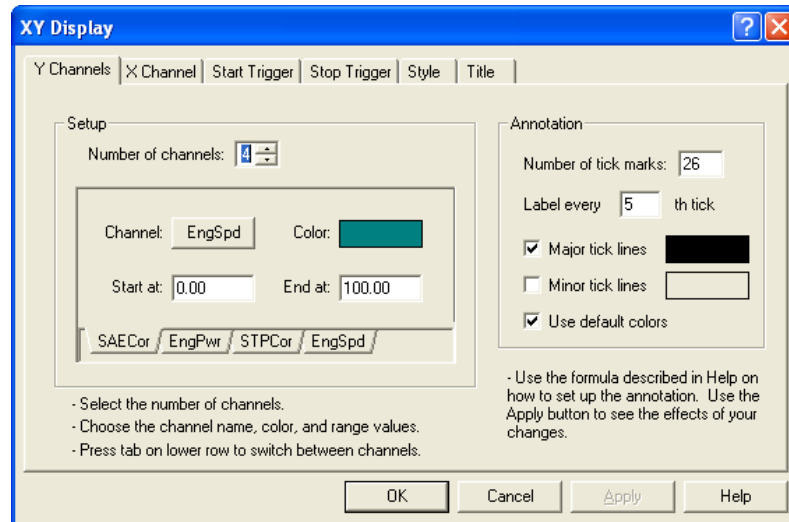 XY Display
Y Channels X Channel Start Trigger Stop Trigger Style Title
Setup
Number of channels: 4
Channel: EngSpd Color:
Start at: 0.00 End at: 100.00
SAECor EngPwr STPCor EngSpd
- Select the number of channels.
- Choose the channel name, color, and range values.
- Press tab on lower row to switch between channels.
Annotation
Number of tick marks: 26
Label every 5 th tick
Major tick lines
Minor tick lines
Use default colors
- Use the formula described in Help on
how to set up the annotation. Use the
Apply button to see the effects of your
changes.
OK Cancel Apply Help